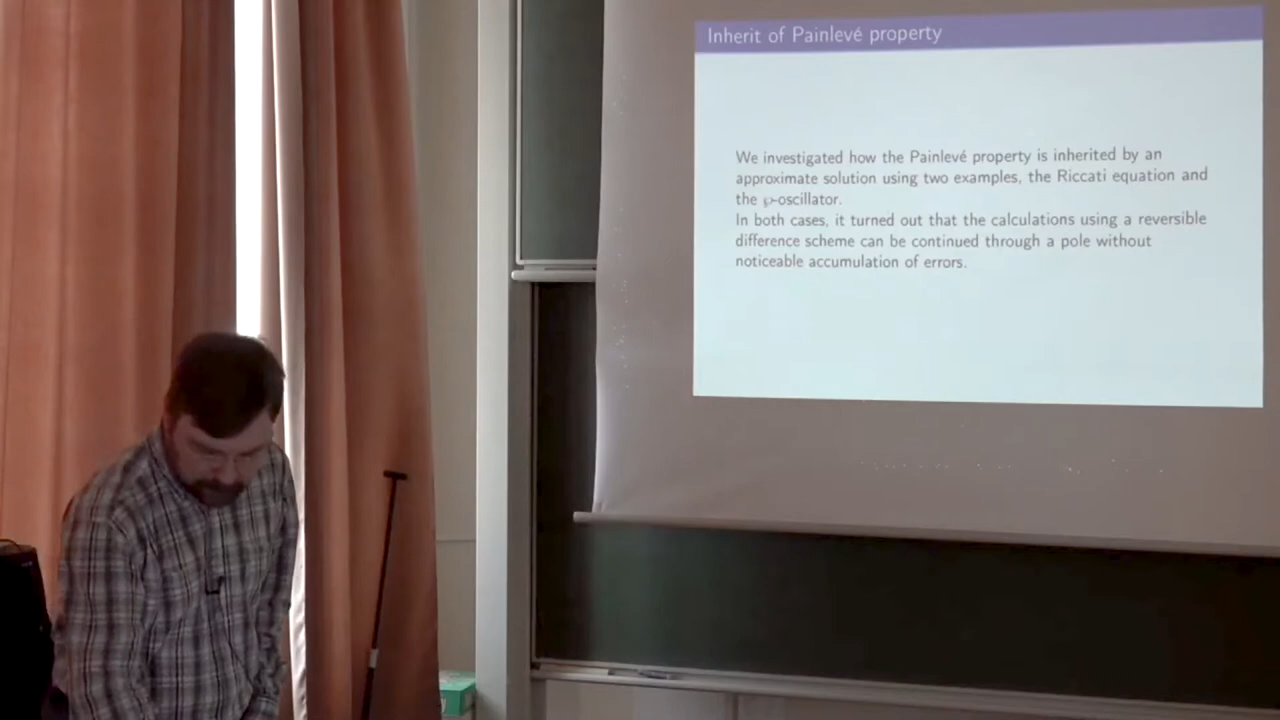 Inherit of Painlevé property
We investigated how the Painlevé property is inherited by an
approximate solution using two examples, the Riccati equation and
the ℘-oscillator.
In both cases, it turned out that the calculations using a reversible
difference scheme can be continued through a pole without
noticeable accumulation of errors.